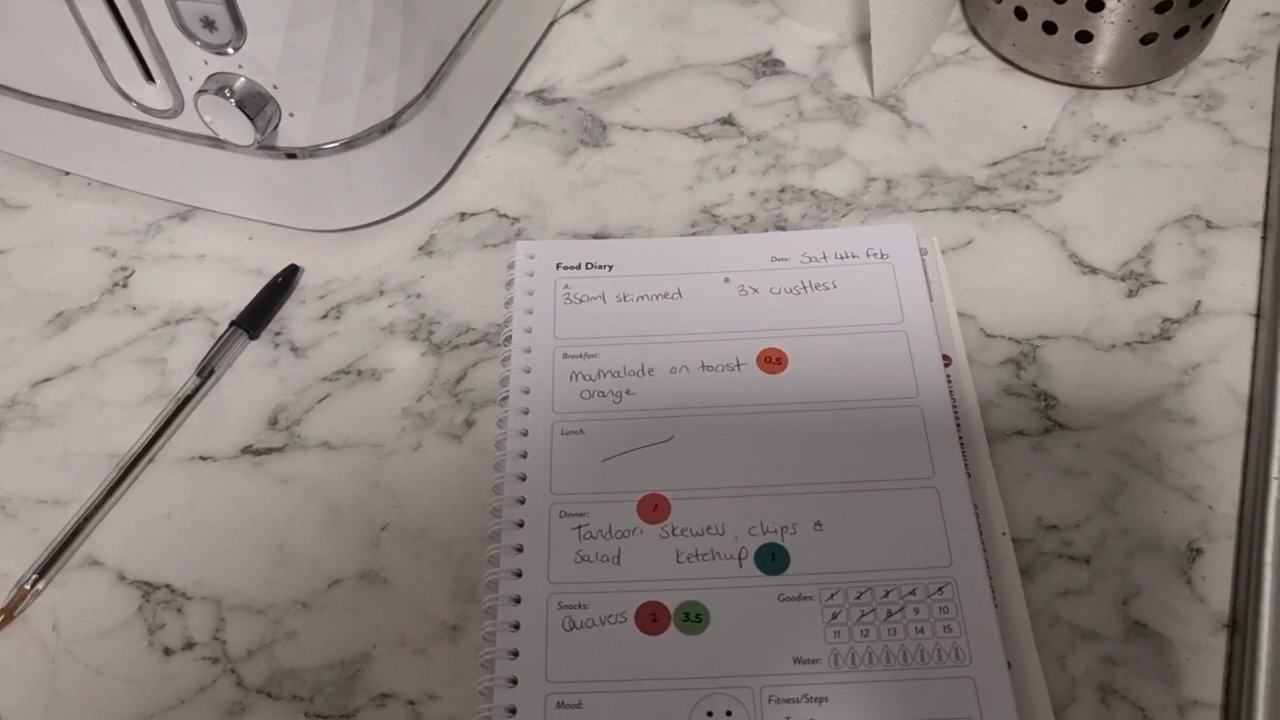 Food Diary
Date: Sat 4th Feb
A:
350ml skimmed
B:
3x crustless
Breakfast:
Marmalade on toast 0.5
Orange
Lunch:
Dinner:
Tandoori skewers, chips &
Salad Ketchup 1
Snacks:
Quavers 2 3.5
Goodies: 1 2 3 4 5
6 7 8 9 10
11 12 13 14 15
Water:
Mood:
Fitness/Steps